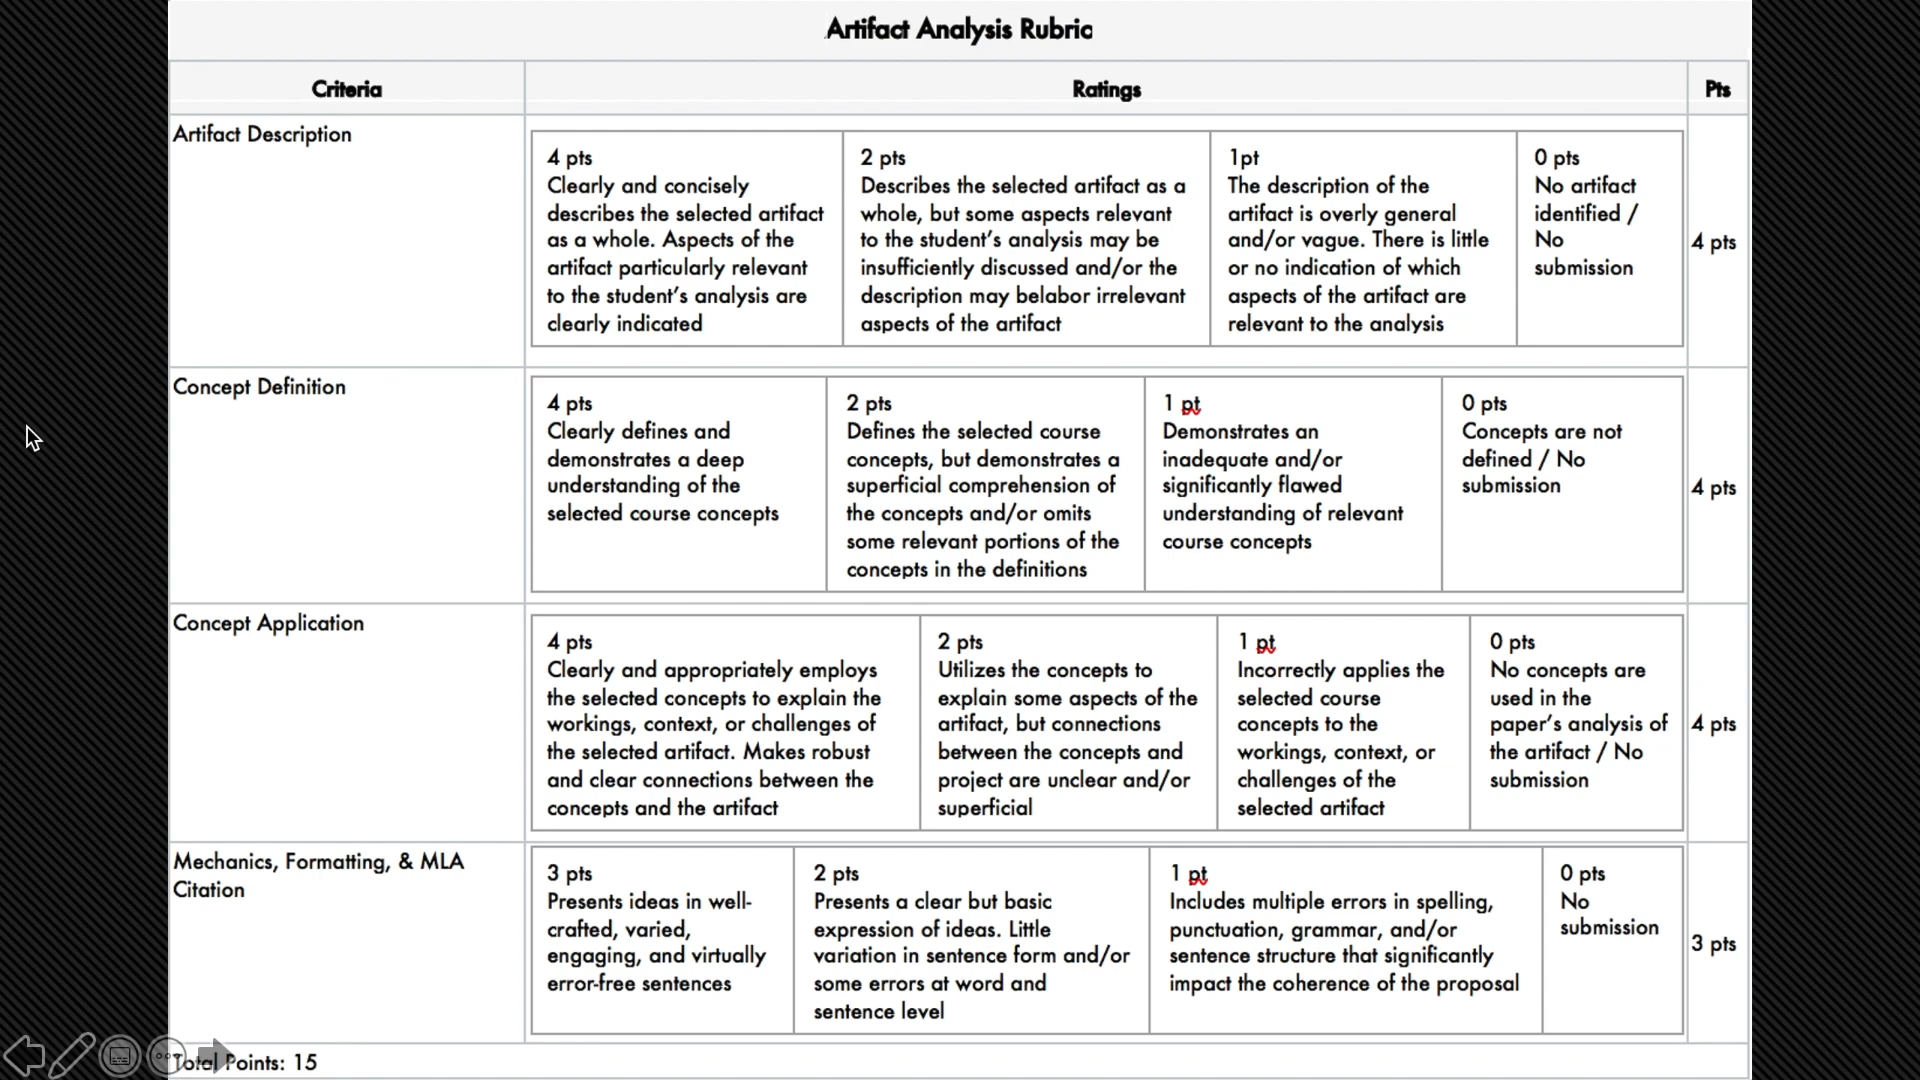 Artifact Analysis Rubric
Criteria
Ratings
Pts
Artifact Description
4 pts
Clearly and concisely
describes the selected artifact
as a whole. Aspects of the
artifact particularly relevant
to the student's analysis are
clearly indicated
2 pts
Describes the selected artifact as a
whole, but some aspects relevant
to the student's analysis may be
insufficiently discussed and/or the
description may belabor irrelevant
aspects of the artifact
1pt
The description of the
artifact is overly general
and/or vague. There is little
or no indication of which
aspects of the artifact are
relevant to the analysis
0 pts
No artifact
identified /
No
submission
4 pts
Concept Definition
4 pts
Clearly defines and
demonstrates a deep
understanding of the
selected course concepts
2 pts
Defines the selected course
concepts, but demonstrates a
superficial comprehension of
the concepts and/or omits
some relevant portions of the
concepts in the definitions
1 pt
Demonstrates an
inadequate and/or
significantly flawed
understanding of relevant
course concepts
0 pts
Concepts are not
defined / No
submission
4 pts
Concept Application
4 pts
Clearly and appropriately employs
the selected concepts to explain the
workings, context, or challenges of
the selected artifact. Makes robust
and clear connections between the
concepts and the artifact
2 pts
Utilizes the concepts to
explain some aspects of the
artifact, but connections
between the concepts and
project are unclear and/or
superficial
1 pt
Incorrectly applies the
selected course
concepts to the
workings, context, or
challenges of the
selected artifact
0 pts
No concepts are
used in the
paper's analysis of
the artifact / No
submission
4 pts
Mechanics, Formatting, & MLA
Citation
3 pts
Presents ideas in well-
crafted, varied,
engaging, and virtually
error-free sentences
2 pts
Presents a clear but basic
expression of ideas. Little
variation in sentence form and/or
some errors at word and
sentence level
1 pt
Includes multiple errors in spelling,
punctuation, grammar, and/or
sentence structure that significantly
impact the coherence of the proposal
0 pts
No
submission
3 pts
Total Points: 15